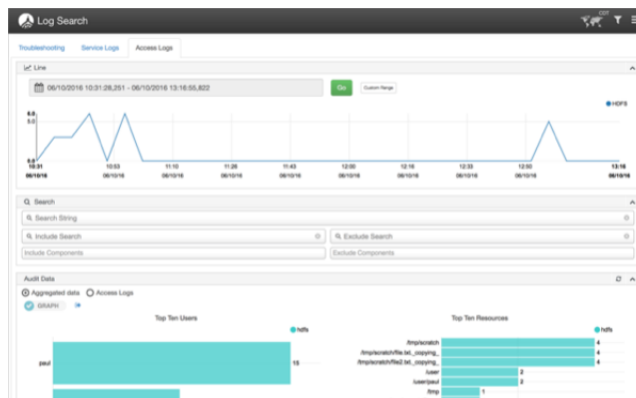 Log Search
CDT
Troubleshooting Service Logs Access Logs
Line
06/10/2016 10:31:28,251 - 06/10/2016 13:16:55,822 Go Custom Range
HDFS
5.0
10:31 10:53 11:10 11:26 11:43 12:00 12:16 12:33 12:50 13:16
06/10/16 06/10/16 06/10/16 06/10/16 06/10/16 06/10/16 06/10/16 06/10/16 06/10/16 06/10/16
Search
Search String
Include Search Exclude Search
Include Components Exclude Components
Audit Data
Aggregated data Access Logs
GRAPH
Top Ten Users Top Ten Resources
hdfs hdfs
/tmp/scratch 4
/tmp/scratch/file.txt._copying_ 4
paul 15 /tmp/scratch/file2.txt._copying_ 4
/user 2
/user/paul 2
/tmp 1